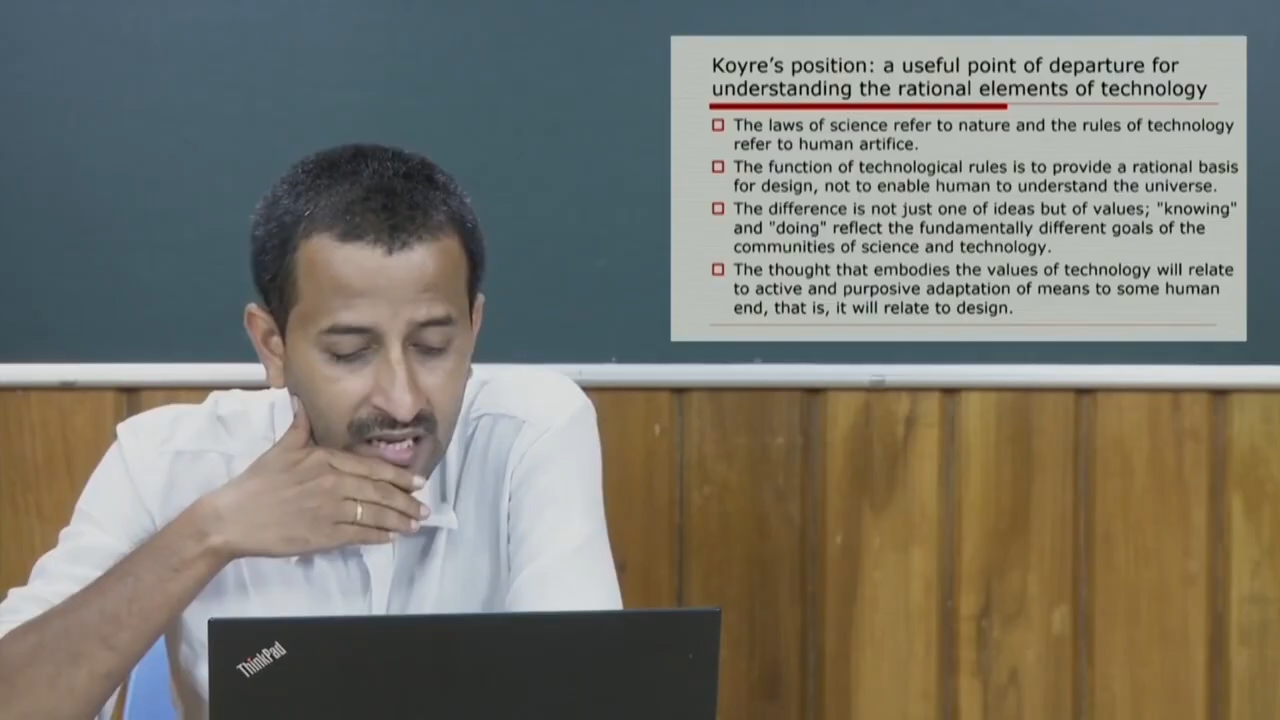 Koyre's position: a useful point of departure for
understanding the rational elements of technology
The laws of science refer to nature and the rules of technology
refer to human artifice.
The function of technological rules is to provide a rational basis
for design, not to enable human to understand the universe.
The difference is not just one of ideas but of values; "knowing"
and "doing" reflect the fundamentally different goals of the
communities of science and technology.
The thought that embodies the values of technology will relate
to active and purposive adaptation of means to some human
end, that is, it will relate to design.
ThinkPad